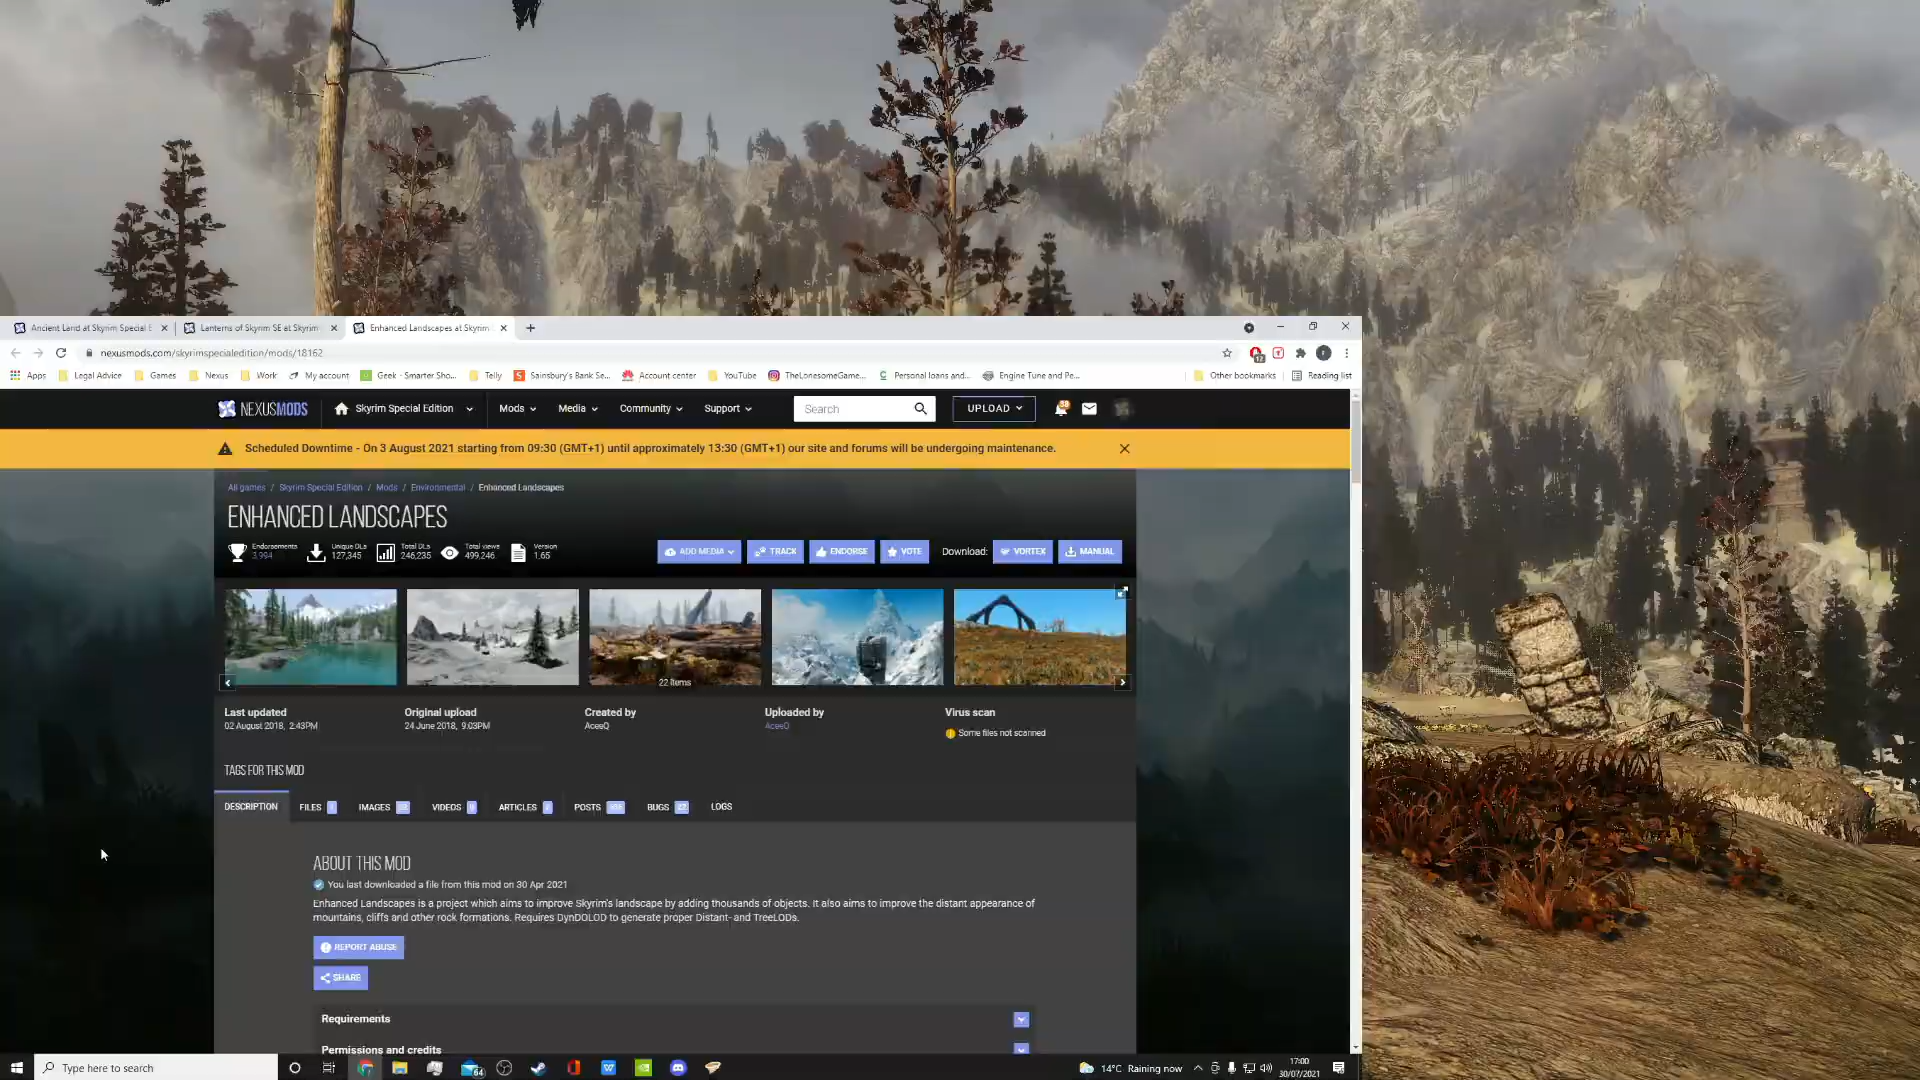 Ancient Land at Skyrim Special E
Lanterns of Skyrim SE at Skyrim
Enhanced Landscapes at Skyrim
nexusmods.com/skyrimspecialedition/mods/18162
Apps
Legal Advice
Games
Nexus
Work
My account
Geek - Smarter Sho...
Telly
Sainsbury's Bank Se...
Account center
YouTube
TheLonesomeGame...
Personal loans and...
Engine Tune and Pe...
Other bookmarks
Reading list
NEXUSMODS
Skyrim Special Edition
Mods
Media
Community
Support
Search
UPLOAD
Scheduled Downtime - On 3 August 2021 starting from 09:30 (GMT+1) until approximately 13:30 (GMT+1) our site and forums will be undergoing maintenance.
All games / Skyrim Special Edition / Mods / Environmental / Enhanced Landscapes
ENHANCED LANDSCAPES
Endorsements
3,994
Unique DLs
127,345
Total DLs
246,235
Total views
499,246
Version
1.65
ADD MEDIA
TRACK
ENDORSE
VOTE
Download:
VORTEX
MANUAL
22 items
Last updated
02 August 2018, 2:43PM
Original upload
24 June 2018, 9:03PM
Created by
AceeQ
Uploaded by
AceeQ
Virus scan
Some files not scanned
TAGS FOR THIS MOD
DESCRIPTION
FILES
IMAGES
VIDEOS
ARTICLES
POSTS
BUGS
LOGS
ABOUT THIS MOD
You last downloaded a file from this mod on 30 Apr 2021
Enhanced Landscapes is a project which aims to improve Skyrim's landscape by adding thousands of objects. It also aims to improve the distant appearance of
mountains, cliffs and other rock formations. Requires DynDOLOD to generate proper Distant- and TreeLODs.
REPORT ABUSE
SHARE
Requirements
Permissions and credits
Type here to search
64
14°C Raining now
17:00
30/07/2021